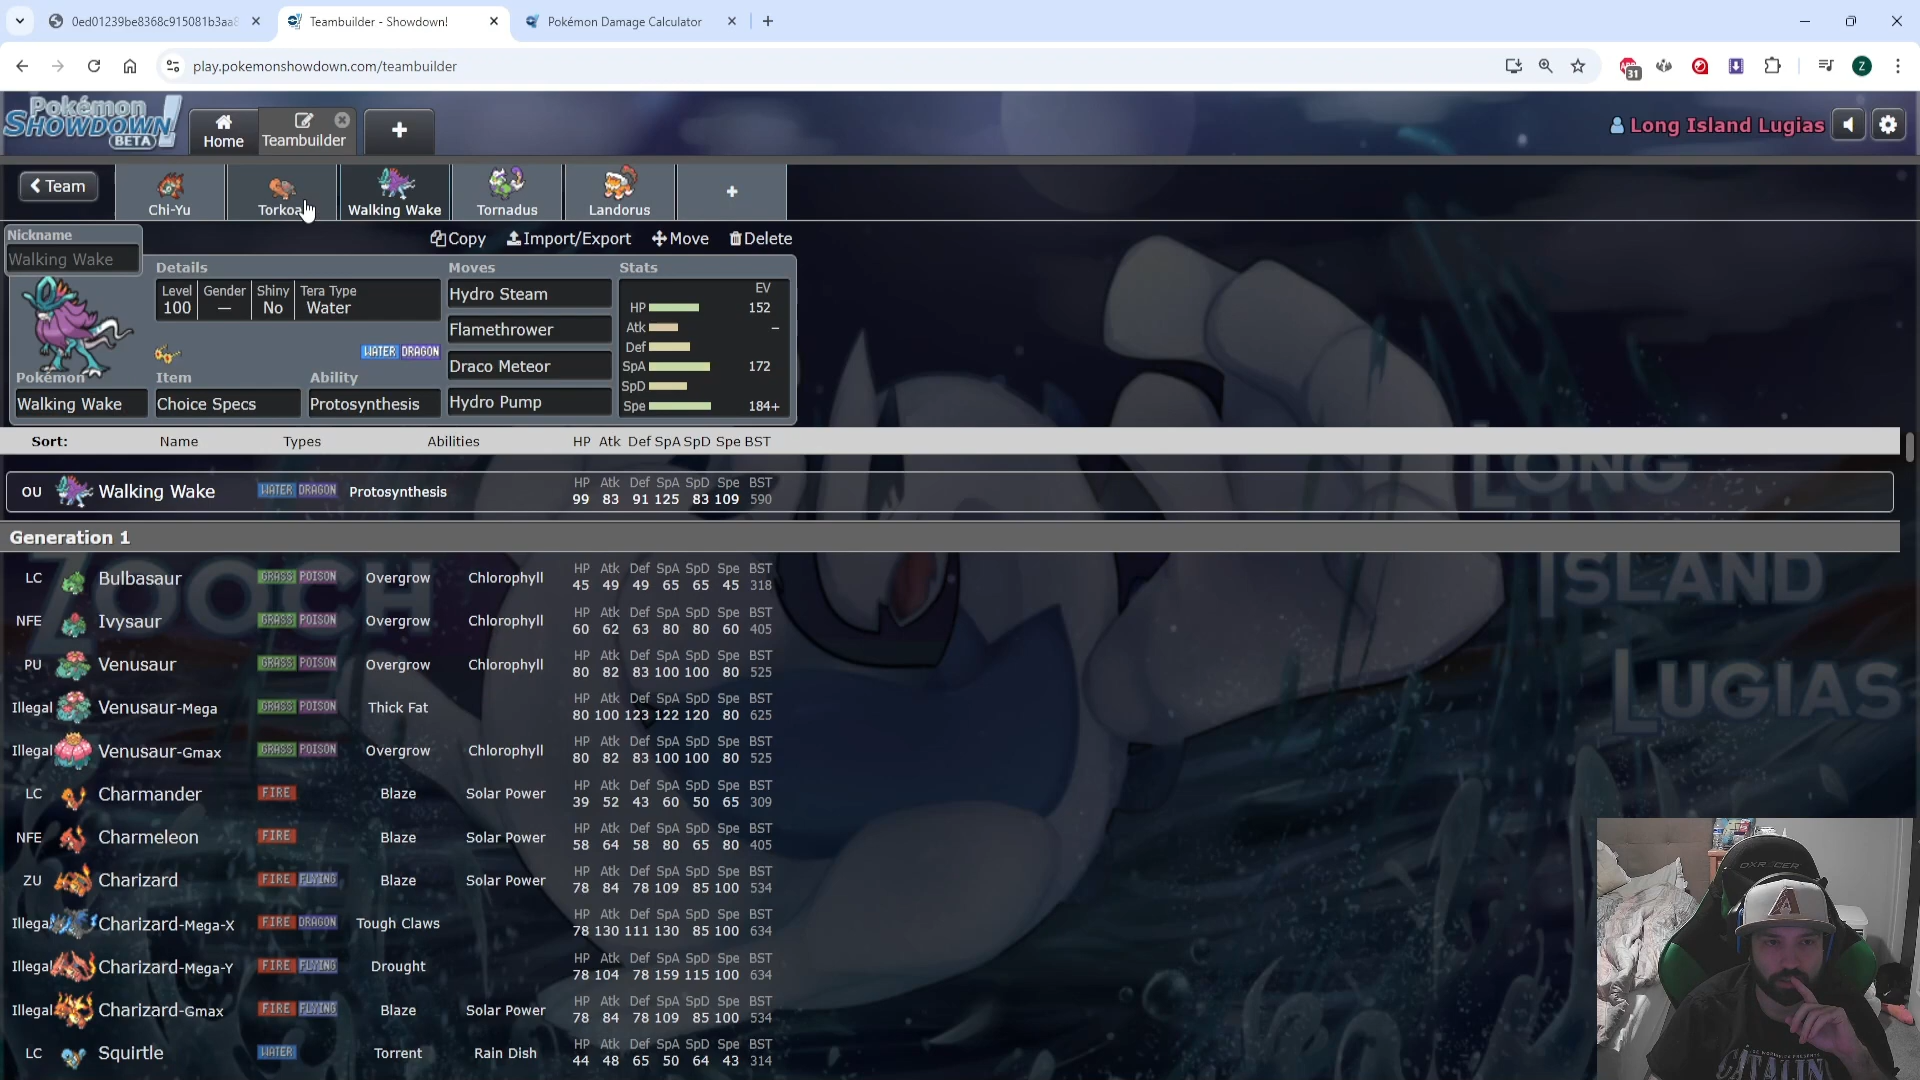 0ed01239be8368c915081b3aa8
Teambuilder - Showdown!
Pokémon Damage Calculator
play.pokemonshowdown.com/teambuilder
31
Z
Pokémon
Showdown!
BETA
Home
Teambuilder
Long Island Lugias
Team
Chi-Yu
Torkoa
Walking Wake
Tornadus
Landorus
Nickname
Walking Wake
Copy Import/Export Move Delete
Details
Level Gender Shiny Tera Type
100 — No Water
WATER DRAGON
Pokémon Item Ability
Walking Wake Choice Specs Protosynthesis
Moves
Hydro Steam
Flamethrower
Draco Meteor
Hydro Pump
Stats
EV
HP 152
Atk –
Def
SpA 172
SpD
Spe 184+
Sort: Name Types Abilities HP Atk Def SpA SpD Spe BST
OU Walking Wake WATER DRAGON Protosynthesis HP 99 Atk 83 Def 91 SpA 125 SpD 83 Spe 109 BST 590
Generation 1
LC Bulbasaur GRASS POISON Overgrow Chlorophyll HP 45 Atk 49 Def 49 SpA 65 SpD 65 Spe 45 BST 318
NFE Ivysaur GRASS POISON Overgrow Chlorophyll HP 60 Atk 62 Def 63 SpA 80 SpD 80 Spe 60 BST 405
PU Venusaur GRASS POISON Overgrow Chlorophyll HP 80 Atk 82 Def 83 SpA 100 SpD 100 Spe 80 BST 525
Illegal Venusaur-Mega GRASS POISON Thick Fat HP 80 Atk 100 Def 123 SpA 122 SpD 120 Spe 80 BST 625
Illegal Venusaur-Gmax GRASS POISON Overgrow Chlorophyll HP 80 Atk 82 Def 83 SpA 100 SpD 100 Spe 80 BST 525
LC Charmander FIRE Blaze Solar Power HP 39 Atk 52 Def 43 SpA 60 SpD 50 Spe 65 BST 309
NFE Charmeleon FIRE Blaze Solar Power HP 58 Atk 64 Def 58 SpA 80 SpD 65 Spe 80 BST 405
ZU Charizard FIRE FLYING Blaze Solar Power HP 78 Atk 84 Def 78 SpA 109 SpD 85 Spe 100 BST 534
Illegal Charizard-Mega-X FIRE DRAGON Tough Claws HP 78 Atk 130 Def 111 SpA 130 SpD 85 Spe 100 BST 634
Illegal Charizard-Mega-Y FIRE FLYING Drought HP 78 Atk 104 Def 78 SpA 159 SpD 115 Spe 100 BST 634
Illegal Charizard-Gmax FIRE FLYING Blaze Solar Power HP 78 Atk 84 Def 78 SpA 109 SpD 85 Spe 100 BST 534
LC Squirtle WATER Torrent Rain Dish HP 44 Atk 48 Def 65 SpA 50 SpD 64 Spe 43 BST 314
Zooch
Long
Island
Lugias
DXRACER
A
CATALIN